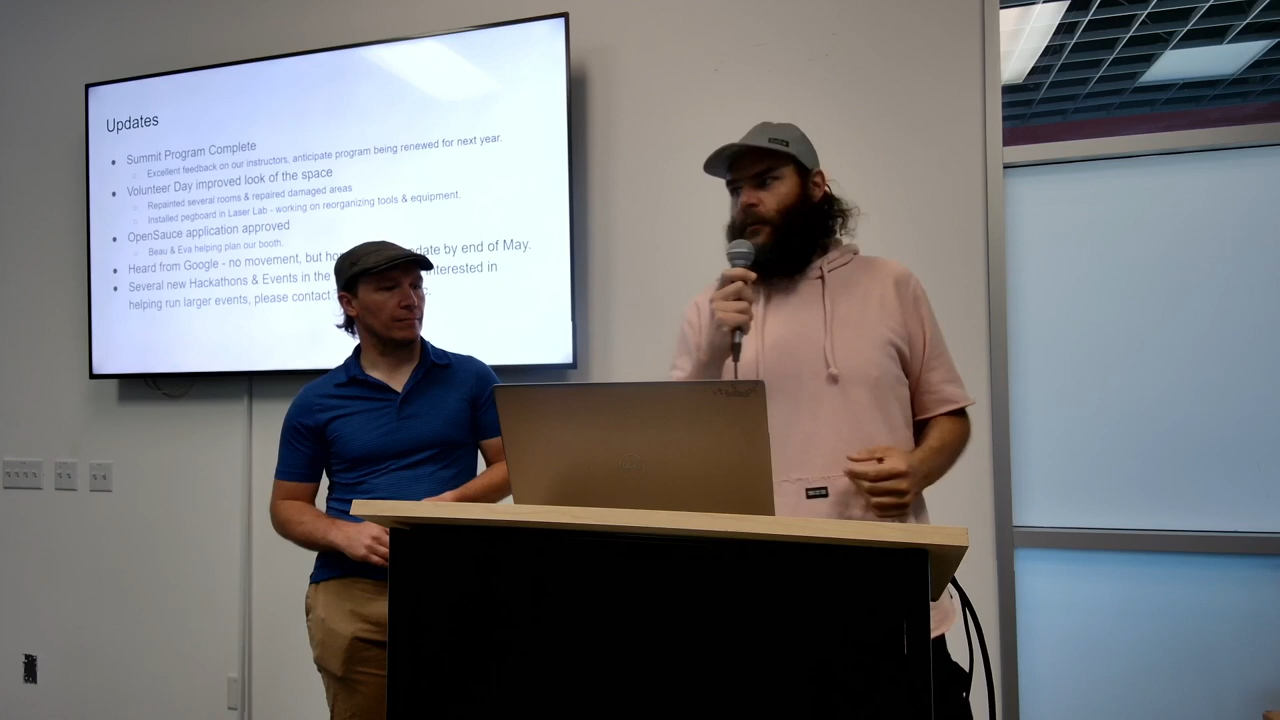 Updates
Summit Program Complete
Excellent feedback on our instructors, anticipate program being renewed for next year.
Volunteer Day improved look of the space
Repainted several rooms & repaired damaged areas
Installed pegboard in Laser Lab - working on reorganizing tools & equipment.
OpenSauce application approved
Beau & Eva helping plan our booth.
Heard from Google - no movement, but update by end of May.
Several new Hackathons & Events in the interested in
helping run larger events, please contact